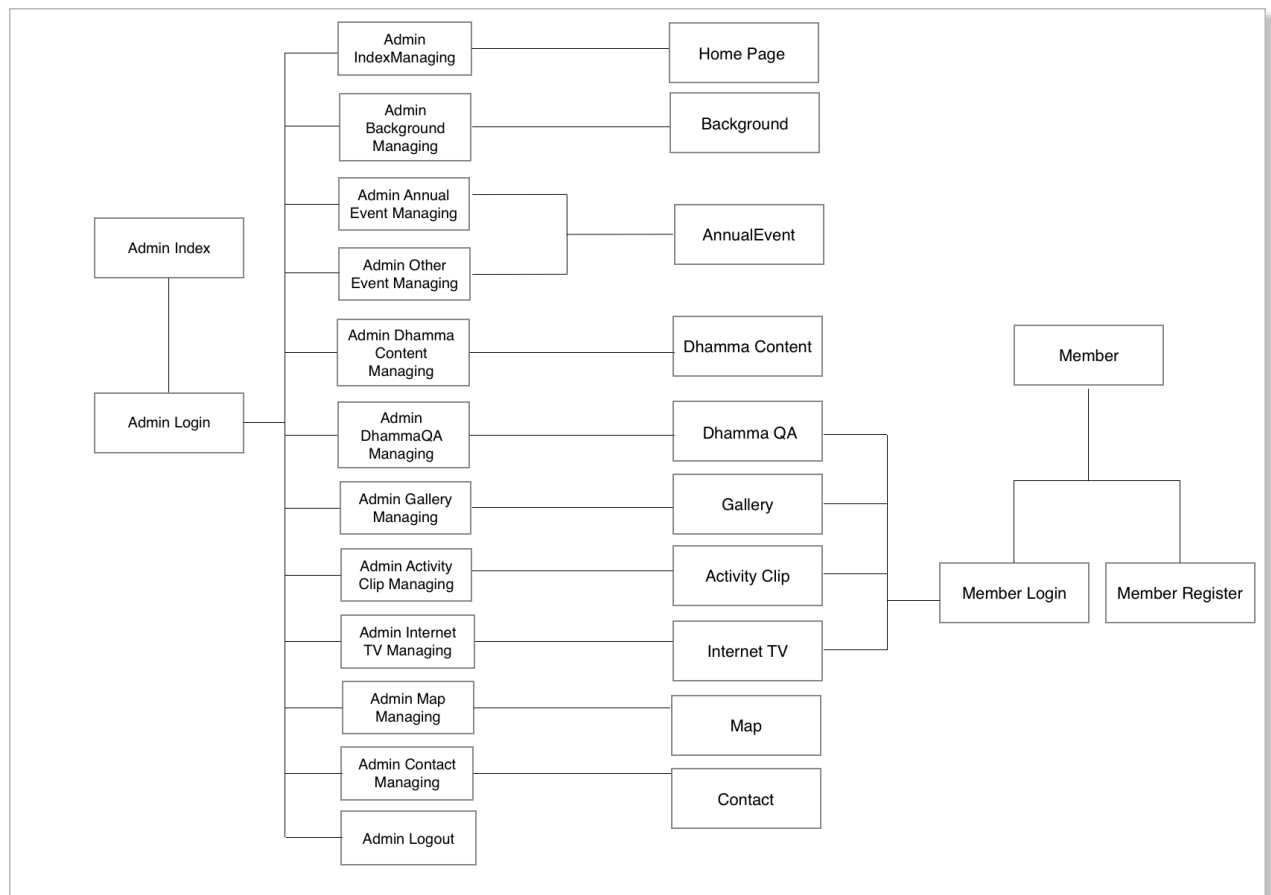 Admin
IndexManaging
Home Page
Admin
Background
Managing
Background
Admin Annual
Event Managing
AnnualEvent
Admin Index
Admin Other
Event Managing
Admin Dhamma
Content
Managing
Dhamma Content
Member
Admin Login
Admin
DhammaQA
Managing
Dhamma QA
Admin Gallery
Managing
Gallery
Admin Activity
Clip Managing
Activity Clip
Member Login
Member Register
Admin Internet
TV Managing
Internet TV
Admin Map
Managing
Map
Admin Contact
Managing
Contact
Admin Logout